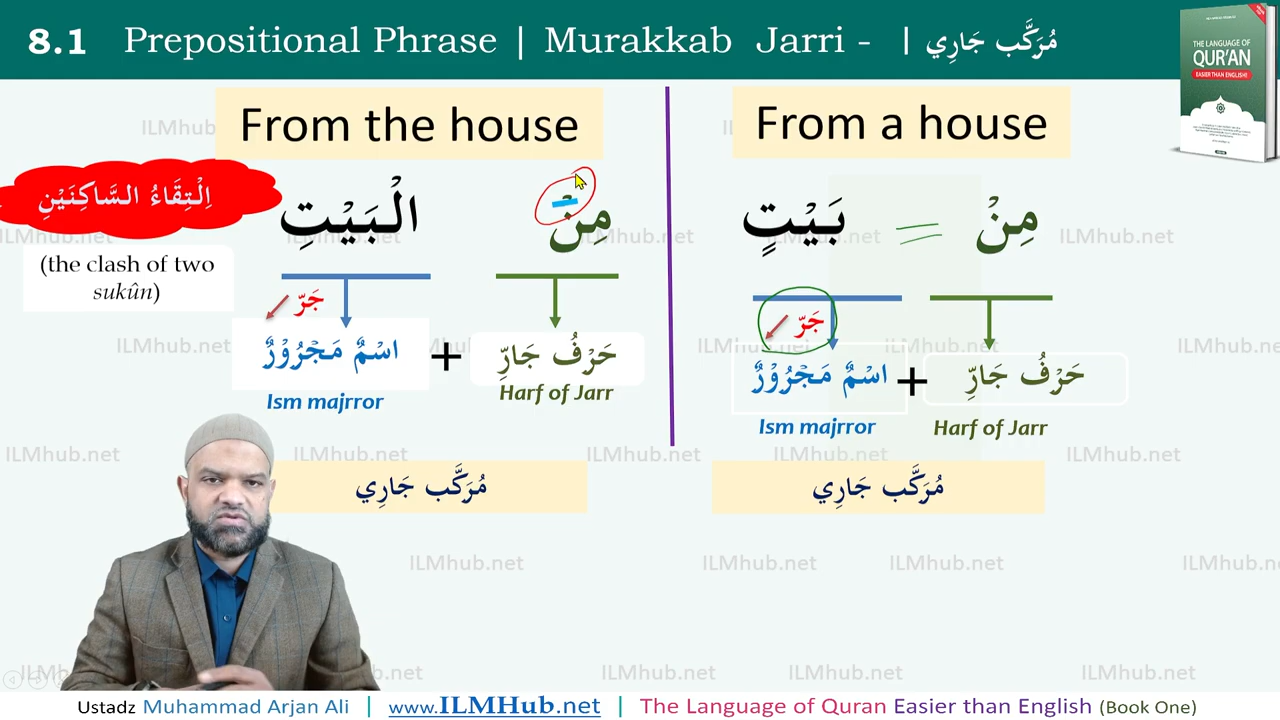 8.1 Prepositional Phrase | Murakkab Jarri - | مُرَكَّب جَارِي
THE LANGUAGE OF
QUR'AN
EASIER THAN ENGLISH!
From the house
From a house
اِلْتِقَاءُ السَّاكِنَيْنِ
(the clash of two
sukûn)
مِنْ الْبَيْتِ
مِنْ = بَيْتٍ
جَرّ
جَرّ
حَرْفُ جَارِّ + اسْمٌ مَجْرُوْرٌ
Harf of Jarr
Ism majrror
حَرْفُ جَارِّ + اسْمٌ مَجْرُوْرٌ
Harf of Jarr
Ism majrror
مُرَكَّب جَارِي
مُرَكَّب جَارِي
Ustadz Muhammad Arjan Ali | www.ILMHub.net | The Language of Quran Easier than English (Book One)
ILMhub.net